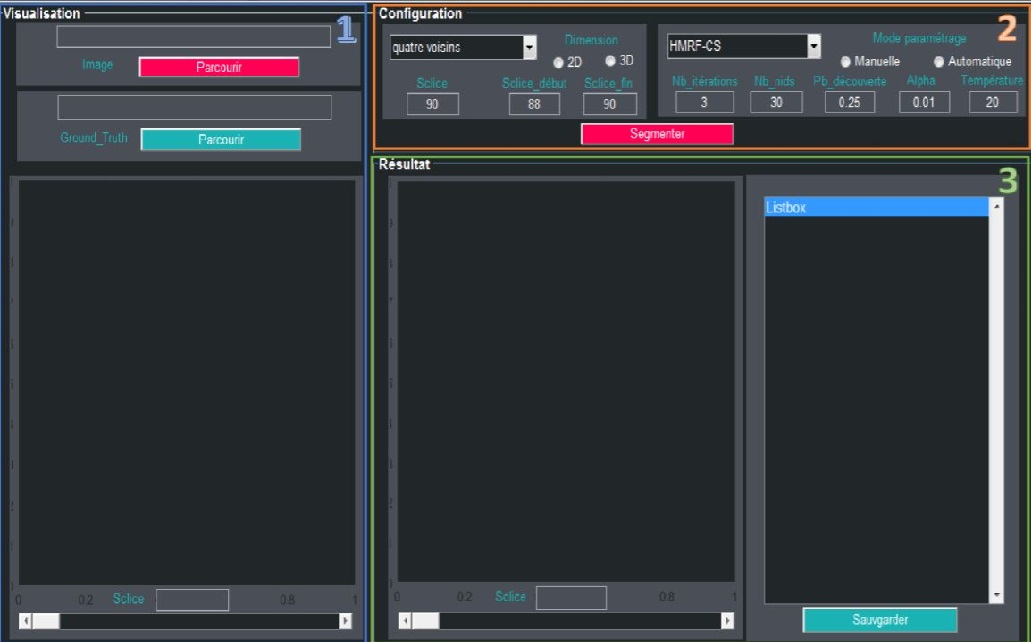 Visualisation
1
Image
Parcourir
Ground_Truth
Parcourir
0 0.2 Sclice 0.8 1
Configuration
2
quatre voisins
Dimension
2D 3D
Sclice Sclice_début Sclice_fin
90 88 90
HMRF-CS
Mode paramétrage
Manuelle Automatique
Nb_itérations Nb_nids Pb_découverte Alpha Température
3 30 0.25 0.01 20
Segmenter
Résultat
3
0 0.2 Sclice 0.8 1
Listbox
Sauvgarder